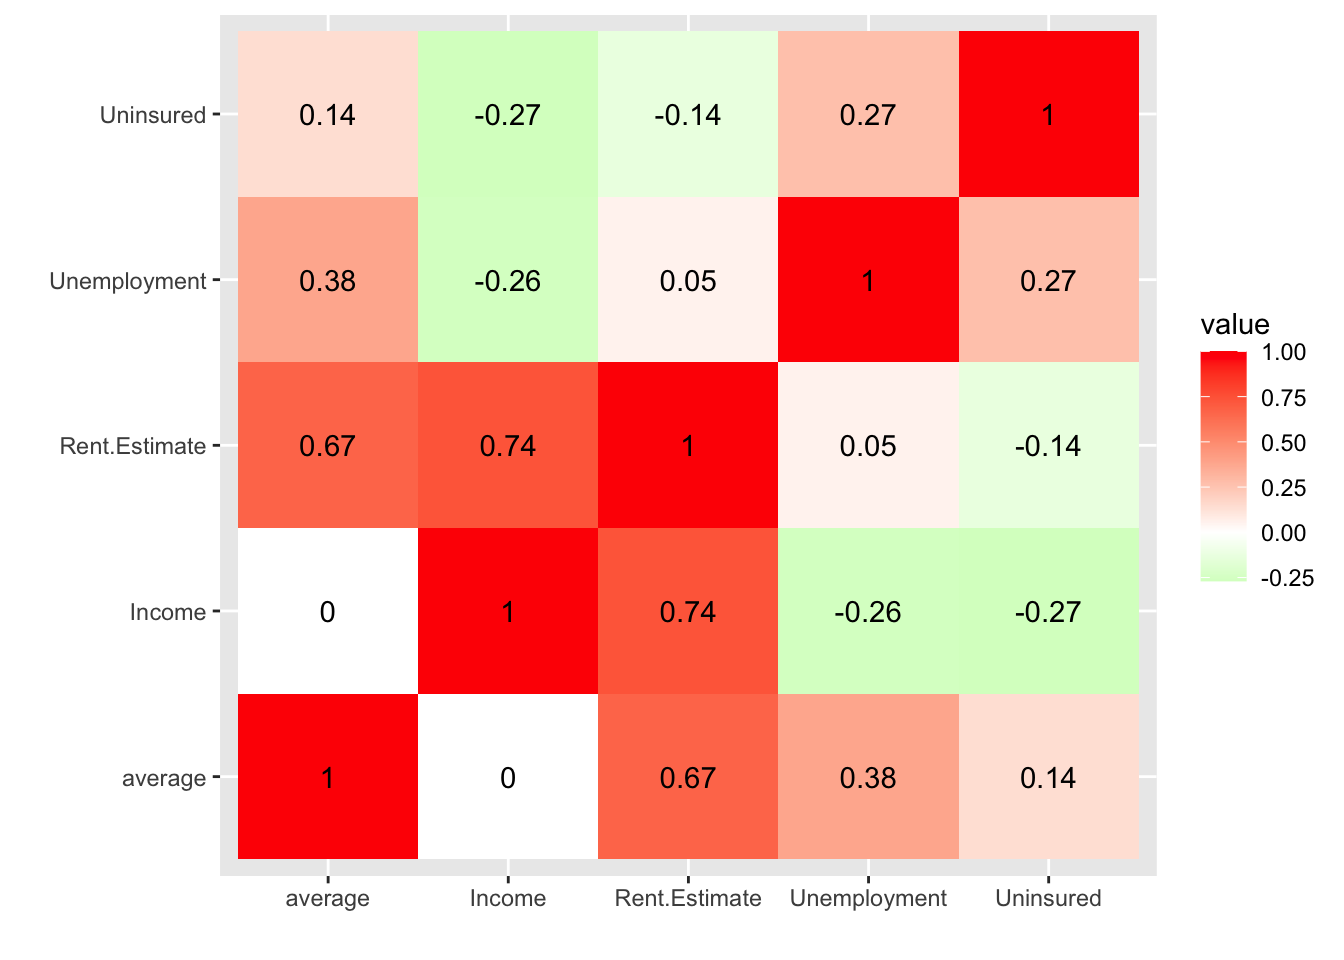 Uninsured 0.14 -0.27 -0.14 0.27 1
Unemployment 0.38 -0.26 0.05 1 0.27
Rent.Estimate 0.67 0.74 1 0.05 -0.14
Income 0 1 0.74 -0.26 -0.27
average 1 0 0.67 0.38 0.14
average Income Rent.Estimate Unemployment Uninsured
value
1.00
0.75
0.50
0.25
0.00
-0.25